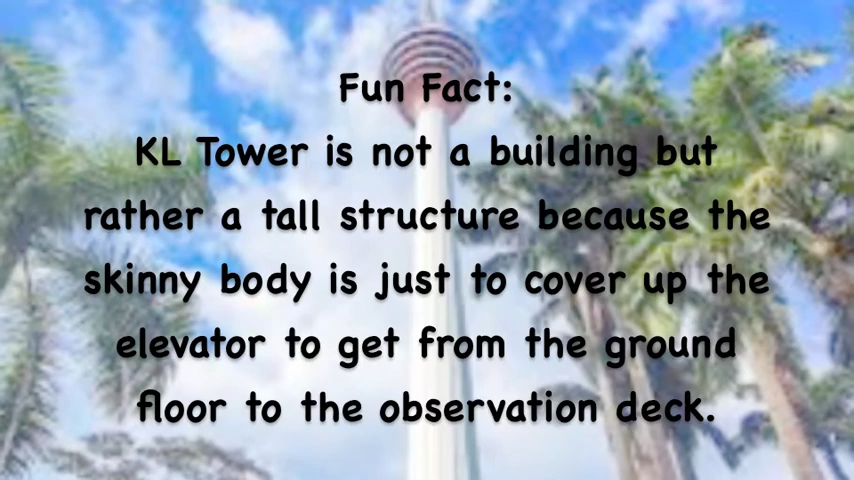 Fun Fact:
KL Tower is not a building but
rather a tall structure because the
skinny body is just to cover up the
elevator to get from the ground
floor to the observation deck.